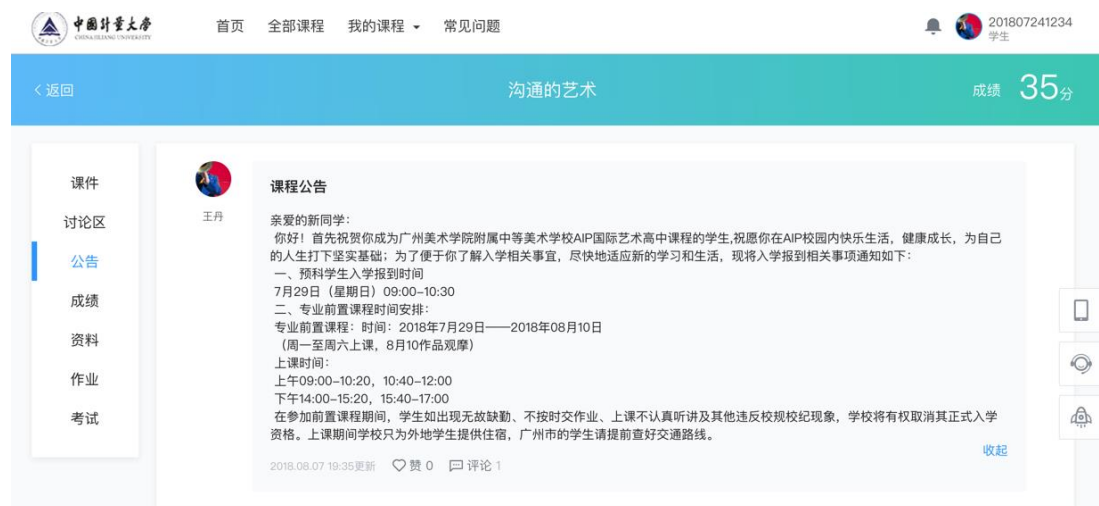 中国计量大学
CHINA JILIANG UNIVERSITY
首页 全部课程 我的课程 常见问题
201807241234
学生
返回
沟通的艺术
成绩 35分
课件
讨论区
公告
成绩
资料
作业
考试
王丹
课程公告
亲爱的新同学：
你好！首先祝贺你成为广州美术学院附属中等美术学校AIP国际艺术高中课程的学生,祝愿你在AIP校园内快乐生活，健康成长，为自己
的人生打下坚实基础；为了便于你了解入学相关事宜，尽快地适应新的学习和生活，现将入学报到相关事项通知如下：
一、预科学生入学报到时间
7月29日（星期日）09:00–10:30
二、专业前置课程时间安排：
专业前置课程：时间：2018年7月29日——2018年08月10日
（周一至周六上课，8月10作品观摩）
上课时间：
上午09:00–10:20，10:40–12:00
下午14:00–15:20，15:40–17:00
在参加前置课程期间，学生如出现无故缺勤、不按时交作业、上课不认真听讲及其他违反校规校纪现象，学校将有权取消其正式入学
资格。上课期间学校只为外地学生提供住宿，广州市的学生请提前查好交通路线。
收起
2018.08.07 19:35更新 赞 0 评论 1